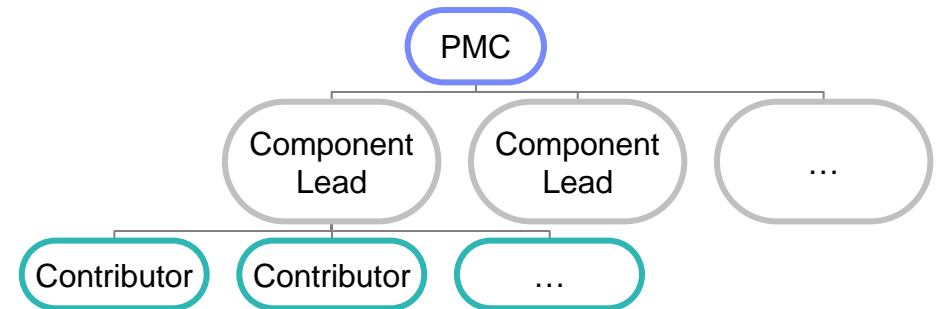 PMC
Component
Lead
Component
Lead
…
Contributor
Contributor
…